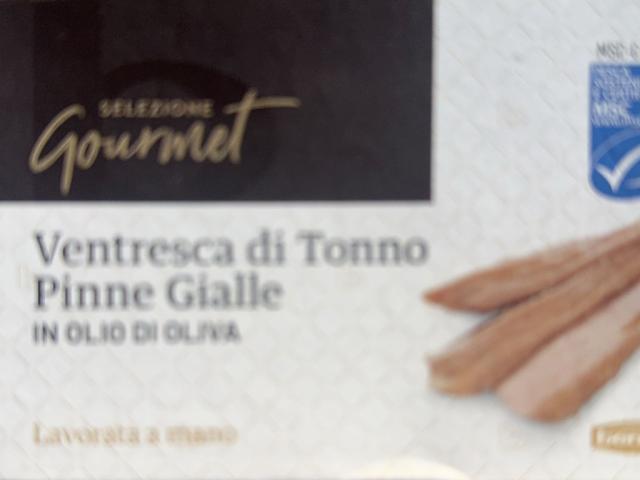 SELEZIONE
Gourmet
Ventresca di Tonno
Pinne Gialle
IN OLIO DI OLIVA
Lavorata a mano
MSC